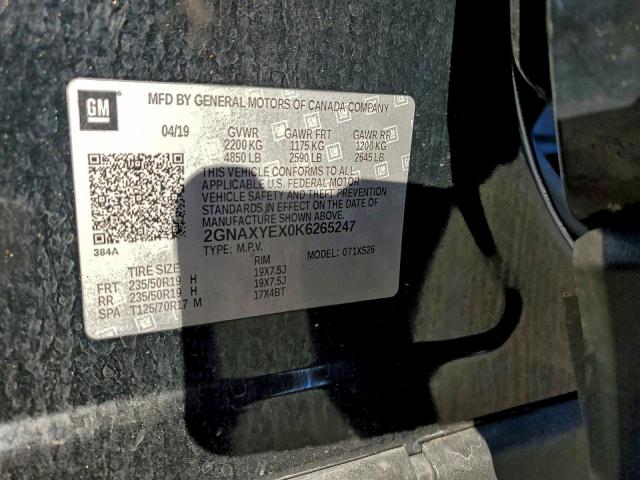 GM
MFD BY GENERAL MOTORS OF CANADA COMPANY
04/19 GVWR GAWR FRT GAWR RR
2200 KG 1175 KG 1200 KG
4850 LB 2590 LB 2645 LB
THIS VEHICLE CONFORMS TO ALL
APPLICABLE U.S. FEDERAL MOTOR
VEHICLE SAFETY AND THEFT PREVENTION
STANDARDS IN EFFECT ON THE DATE OF
MANUFACTURE SHOWN ABOVE.
2GNAXYEX0K6265247
384A TYPE: M.P.V. MODEL: 071XS26
TIRE SIZE RIM
FRT 235/50R19 H 19X7.5J
RR 235/50R19 H 19X7.5J
SPA T125/70R17 M 17X4BT